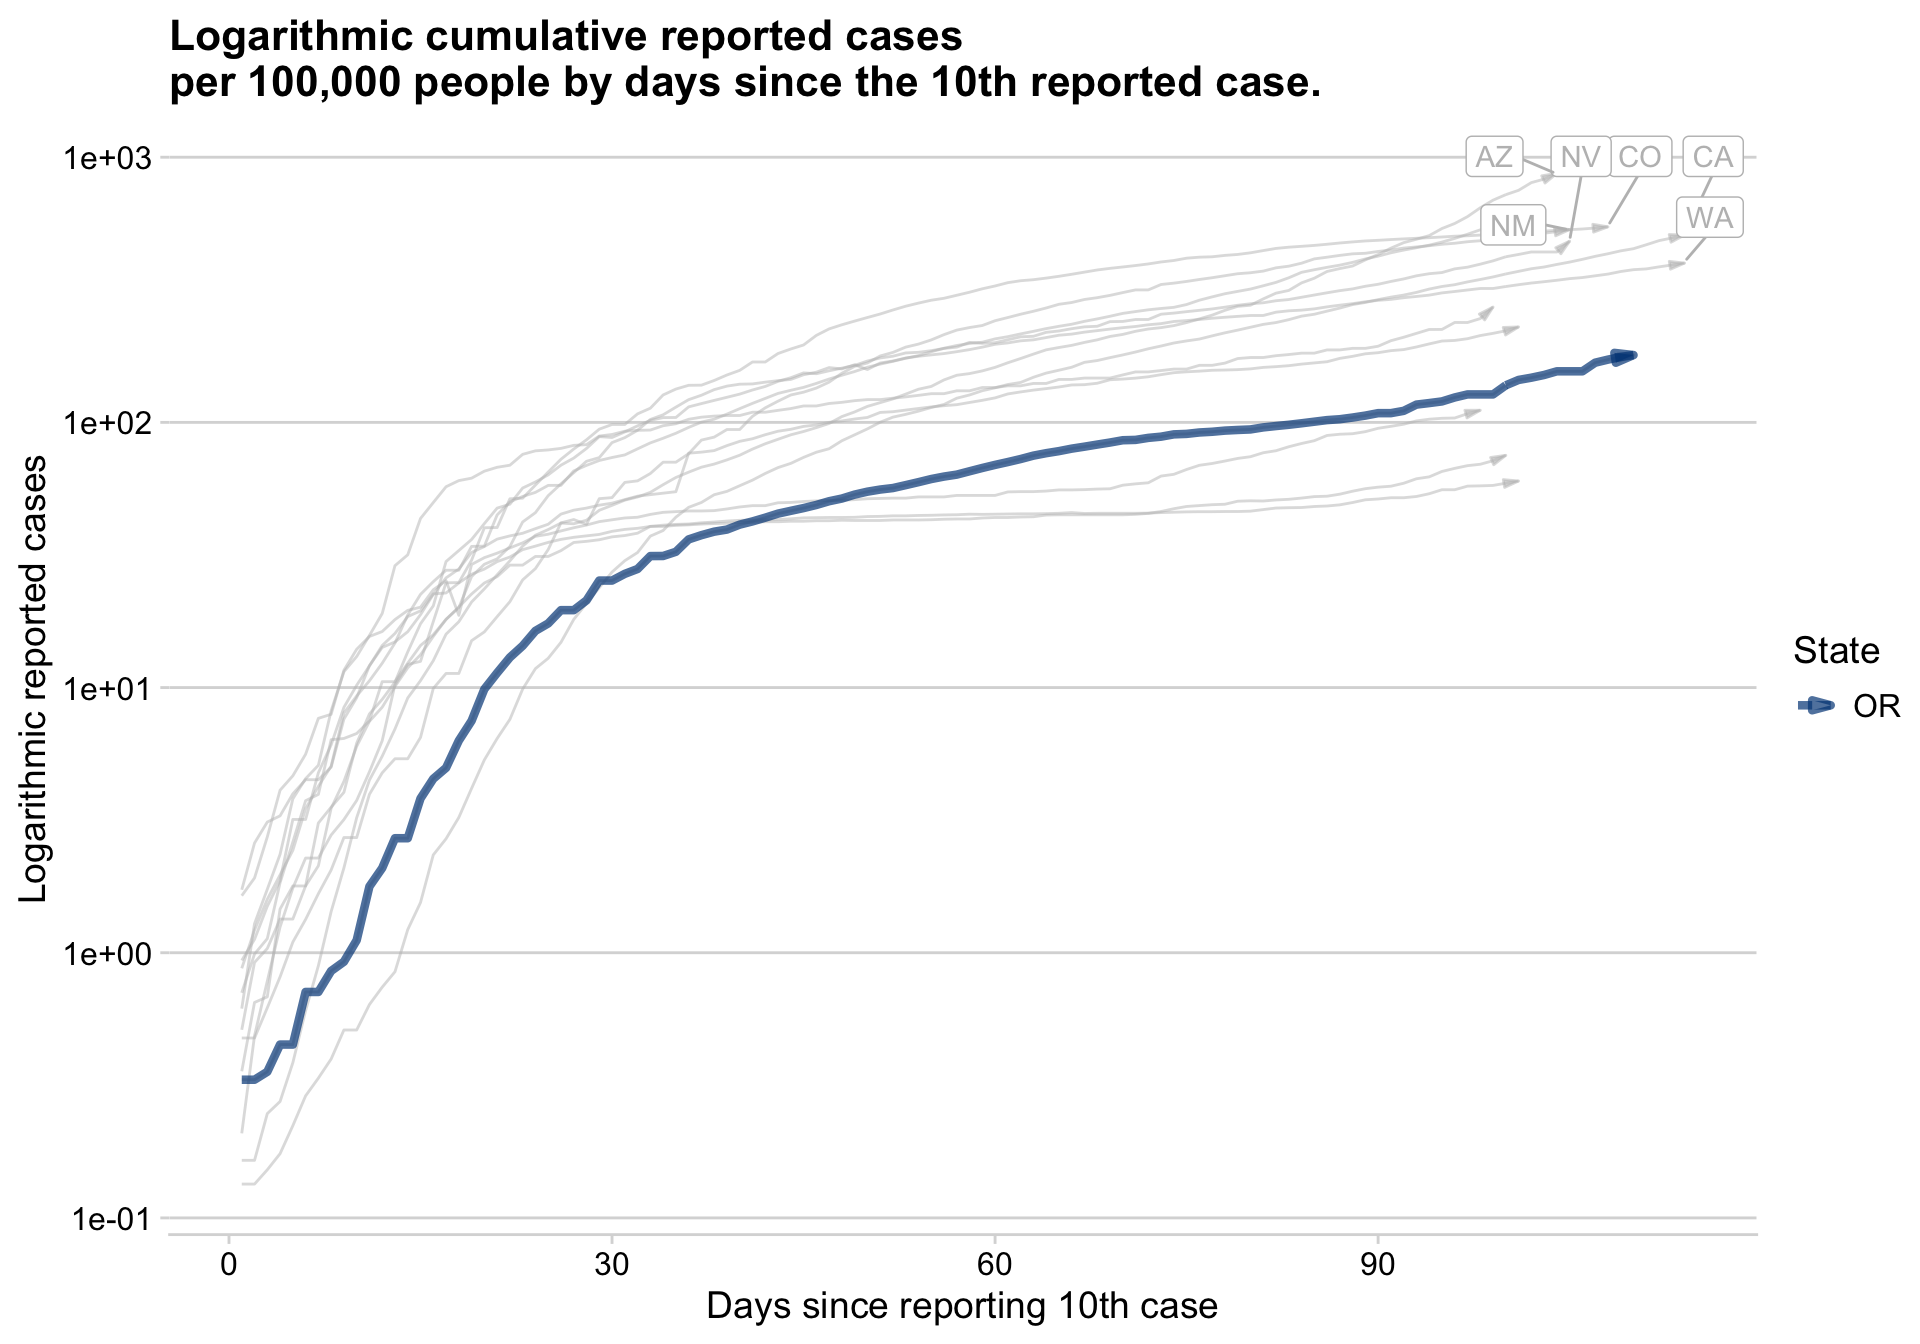 Logarithmic cumulative reported cases
per 100,000 people by days since the 10th reported case.
1e+03
1e+02
1e+01
1e+00
1e-01
Logarithmic reported cases
AZ
NV
CO
CA
NM
WA
State
OR
0
30
60
90
Days since reporting 10th case